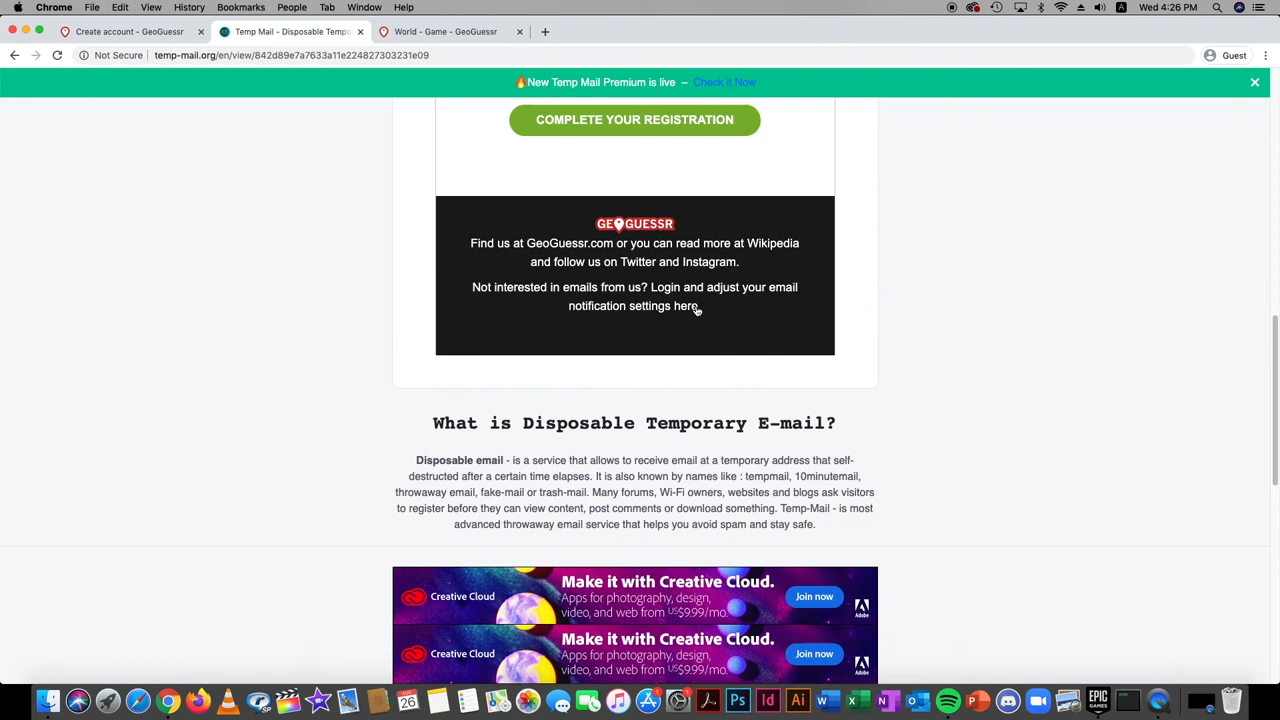 Chrome File Edit View History Bookmarks People Tab Window Help
A Wed 4:26 PM
Create account - GeoGuessr
Temp Mail - Disposable Tempo
World - Game - GeoGuessr
Not Secure temp-mail.org/en/view/842d89e7a7633a11e224827303231e09
Guest
🔥New Temp Mail Premium is live – Check it Now
COMPLETE YOUR REGISTRATION
GEOGUESSR
Find us at GeoGuessr.com or you can read more at Wikipedia
and follow us on Twitter and Instagram.
Not interested in emails from us? Login and adjust your email
notification settings here.
What is Disposable Temporary E-mail?
Disposable email - is a service that allows to receive email at a temporary address that self-
destructed after a certain time elapses. It is also known by names like : tempmail, 10minutemail,
throwaway email, fake-mail or trash-mail. Many forums, Wi-Fi owners, websites and blogs ask visitors
to register before they can view content, post comments or download something. Temp-Mail - is most
advanced throwaway email service that helps you avoid spam and stay safe.
Creative Cloud
Make it with Creative Cloud.
Apps for photography, design,
video, and web from US$9.99/mo.
Join now
Adobe
Creative Cloud
Make it with Creative Cloud.
Apps for photography, design,
video, and web from US$9.99/mo.
Join now
Adobe
26
Ps Id Ai
EPIC GAMES